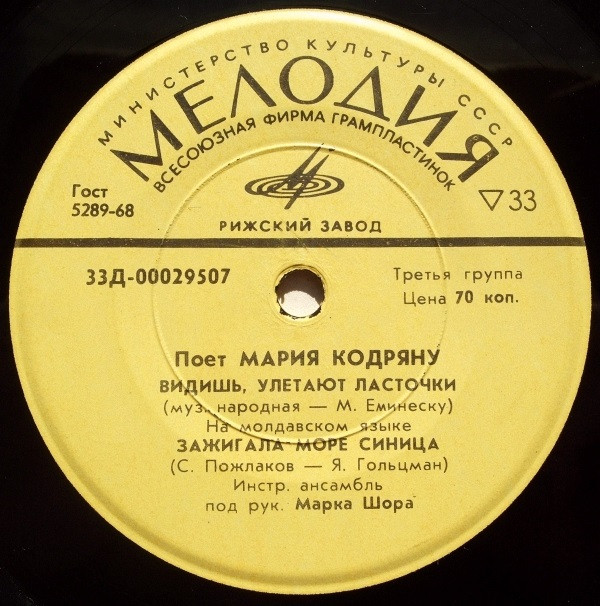 МИНИСТЕРСТВО КУЛЬТУРЫ СССР
МЕЛОДИЯ
ВСЕСОЮЗНАЯ ФИРМА ГРАМПЛАСТИНОК
Гост
5289-68
▽33
РИЖСКИЙ ЗАВОД
33Д-00029507
Третья группа
Цена 70 коп.
Поет МАРИЯ КОДРЯНУ
ВИДИШЬ, УЛЕТАЮТ ЛАСТОЧКИ
(муз. народная — М. Еминеску)
На молдавском языке
ЗАЖИГАЛА МОРЕ СИНИЦА
(С. Пожлаков — Я. Гольцман)
Инстр. ансамбль
под рук. Марка Шора